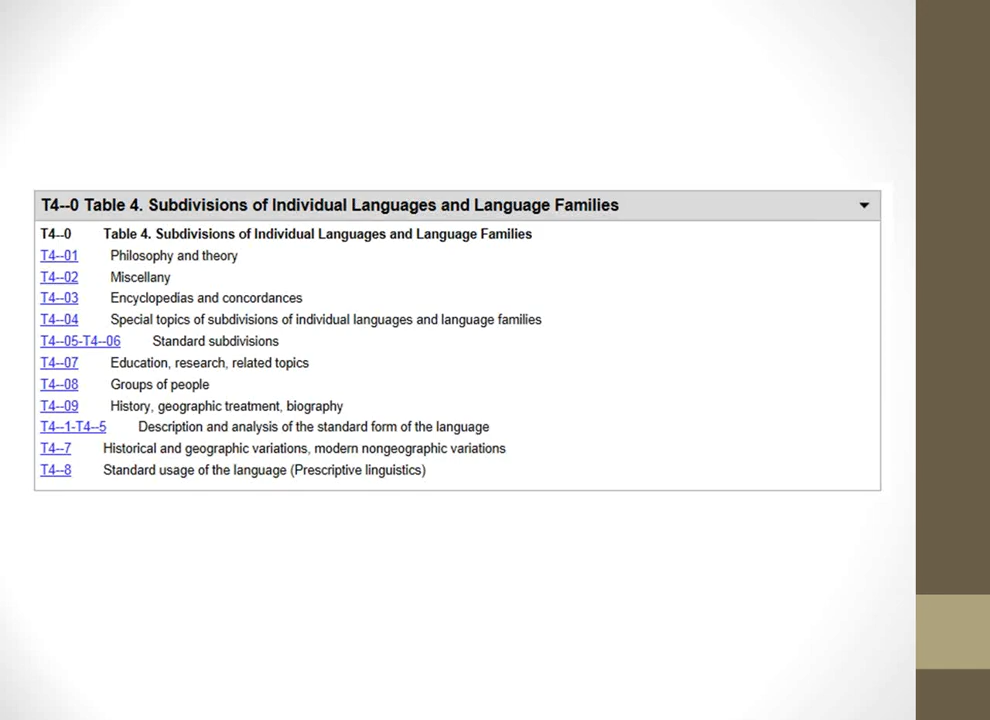 T4--0 Table 4. Subdivisions of Individual Languages and Language Families
T4--0 Table 4. Subdivisions of Individual Languages and Language Families
T4--01 Philosophy and theory
T4--02 Miscellany
T4--03 Encyclopedias and concordances
T4--04 Special topics of subdivisions of individual languages and language families
T4--05-T4--06 Standard subdivisions
T4--07 Education, research, related topics
T4--08 Groups of people
T4--09 History, geographic treatment, biography
T4--1-T4--5 Description and analysis of the standard form of the language
T4--7 Historical and geographic variations, modern nongeographic variations
T4--8 Standard usage of the language (Prescriptive linguistics)